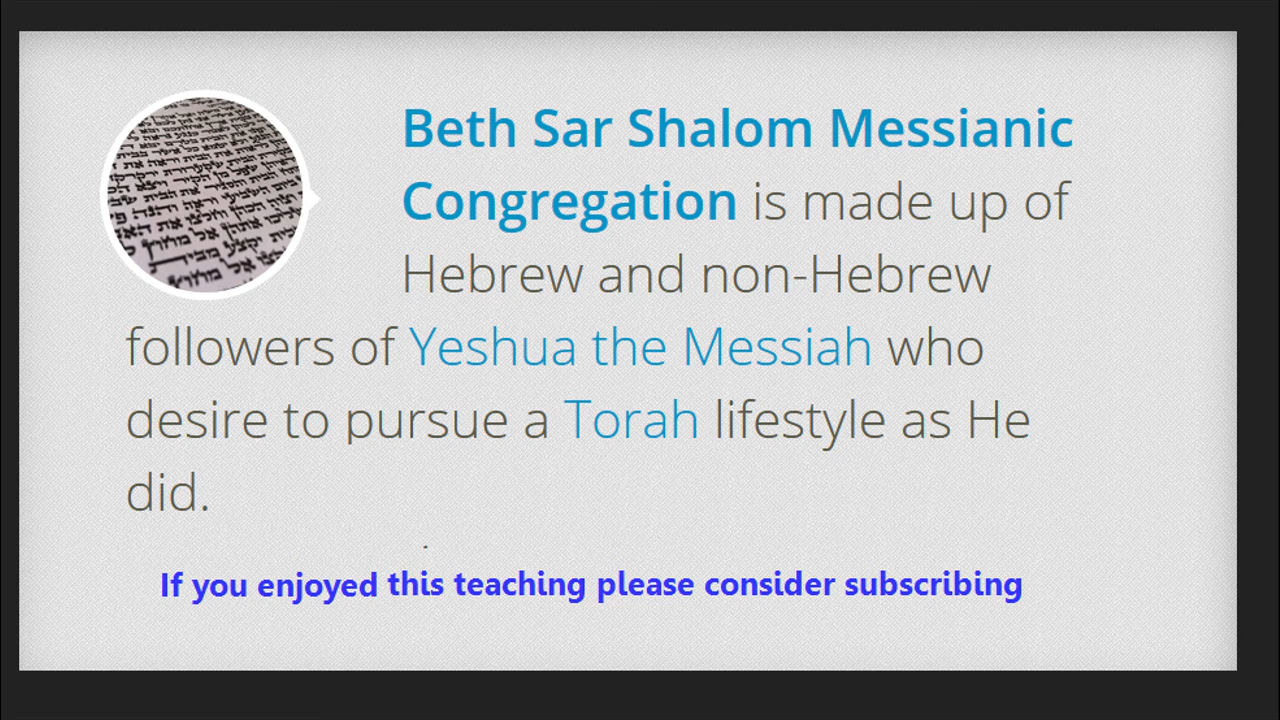 Beth Sar Shalom Messianic
Congregation is made up of
Hebrew and non-Hebrew
followers of Yeshua the Messiah who
desire to pursue a Torah lifestyle as He
did.
If you enjoyed this teaching please consider subscribing